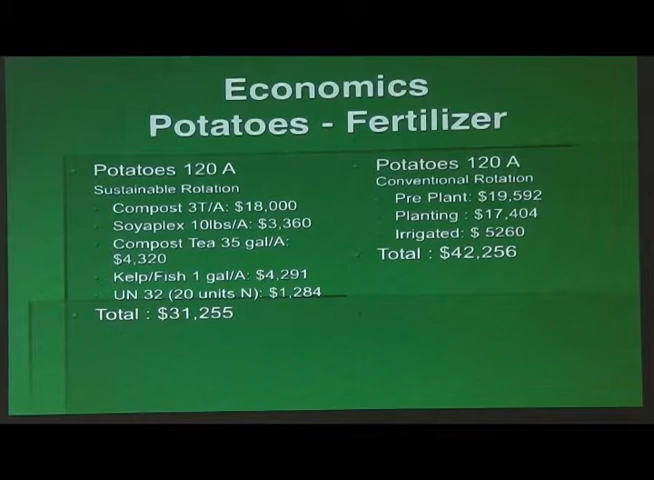 Economics
Potatoes - Fertilizer
Potatoes 120 A
Sustainable Rotation
Compost 3T/A: $18,000
Soyaplex 10lbs/A: $3,360
Compost Tea 35 gal/A:
$4,320
Kelp/Fish 1 gal/A: $4,291
UN 32 (20 units N): $1,284
Total : $31,255
Potatoes 120 A
Conventional Rotation
Pre Plant: $19,592
Planting : $17,404
Irrigated: $ 5260
Total : $42,256